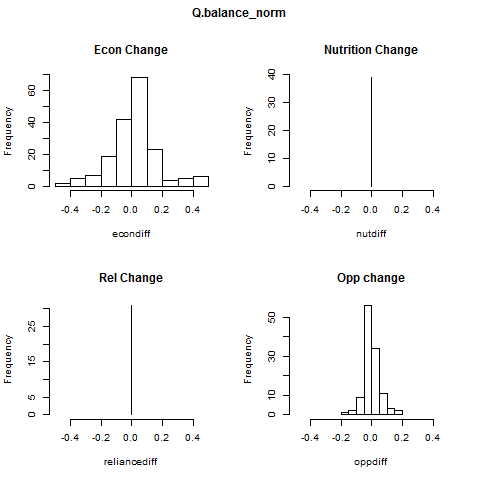 Q.balance_norm
Econ Change
Frequency
0 20 40 60
-0.4 -0.2 0.0 0.2 0.4
econdiff
Nutrition Change
Frequency
0 10 20 30 40
-0.4 -0.2 0.0 0.2 0.4
nutdiff
Rel Change
Frequency
0 5 15 25
-0.4 -0.2 0.0 0.2 0.4
reliancediff
Opp change
Frequency
0 10 30 50
-0.4 -0.2 0.0 0.2 0.4
oppdiff